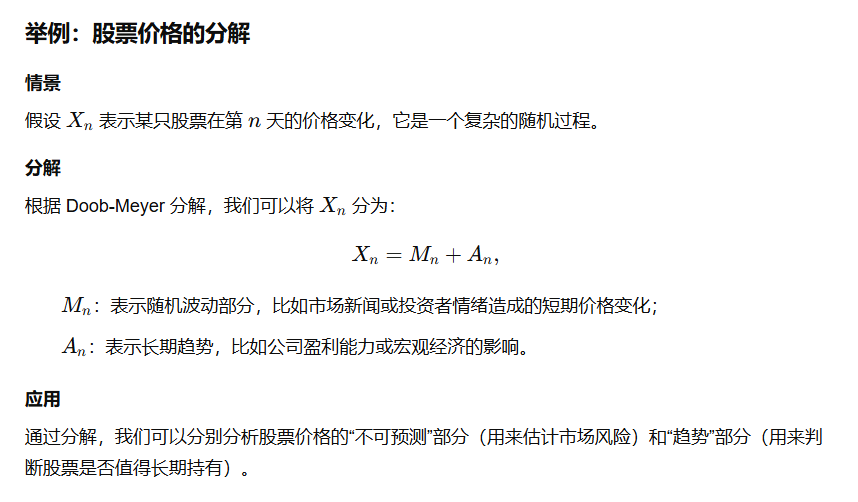 举例：股票价格的分解
情景
假设 Xₙ 表示某只股票在第 n 天的价格变化，它是一个复杂的随机过程。
分解
根据 Doob-Meyer 分解，我们可以将 Xₙ 分为：
Xₙ = Mₙ + Aₙ,
Mₙ：表示随机波动部分，比如市场新闻或投资者情绪造成的短期价格变化；
Aₙ：表示长期趋势，比如公司盈利能力或宏观经济的影响。
应用
通过分解，我们可以分别分析股票价格的“不可预测”部分（用来估计市场风险）和“趋势”部分（用来判
断股票是否值得长期持有）。